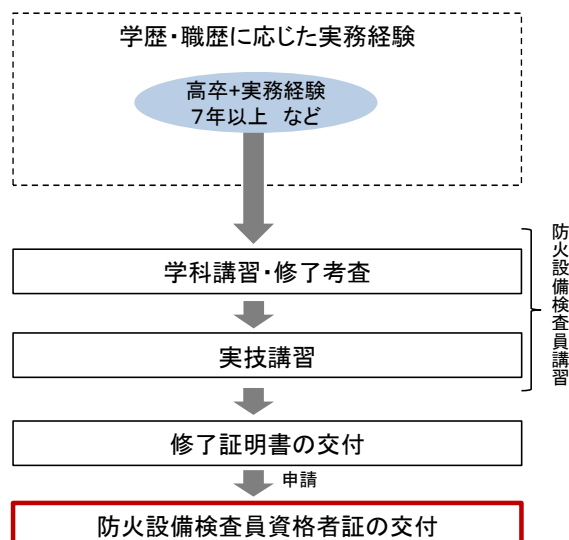 学歴・職歴に応じた実務経験
高卒+実務経験
7年以上　など
学科講習・修了考査
実技講習
防火設備検査員講習
修了証明書の交付
申請
防火設備検査員資格者証の交付